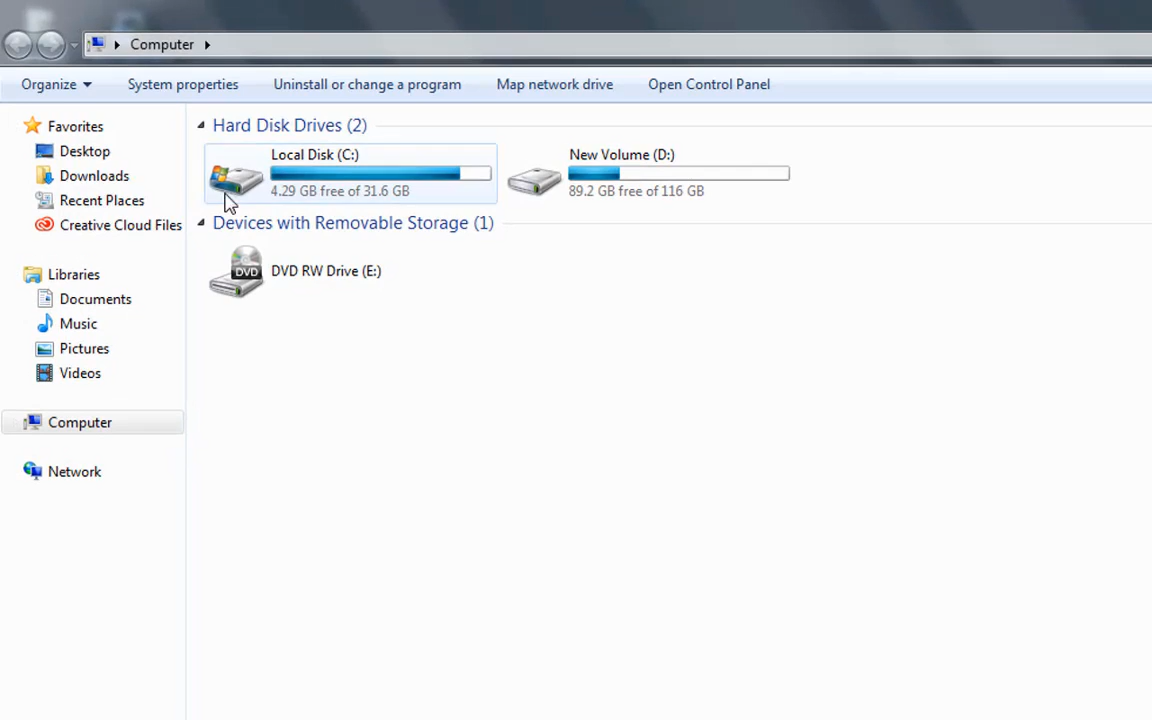 Computer
Organize
System properties
Uninstall or change a program
Map network drive
Open Control Panel
Favorites
Desktop
Downloads
Recent Places
Creative Cloud Files
Libraries
Documents
Music
Pictures
Videos
Computer
Network
Hard Disk Drives (2)
Local Disk (C:)
4.29 GB free of 31.6 GB
New Volume (D:)
89.2 GB free of 116 GB
Devices with Removable Storage (1)
DVD
DVD RW Drive (E:)